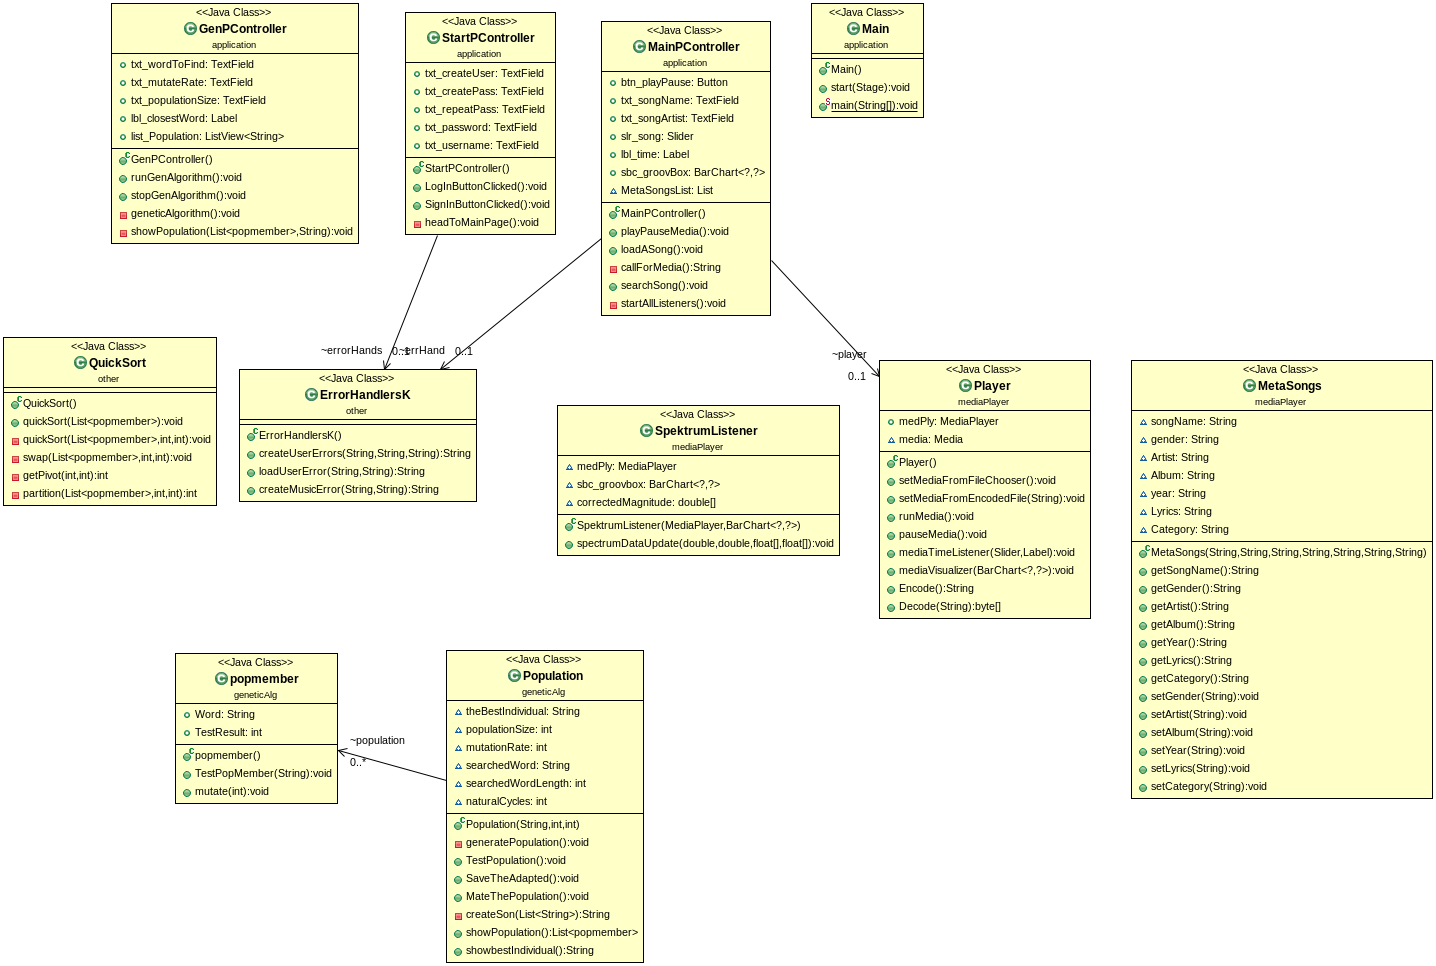 <<Java Class>>
GenPController
application
txt_wordToFind: TextField
txt_mutateRate: TextField
txt_populationSize: TextField
lbl_closestWord: Label
list_Population: ListView<String>
GenPController()
runGenAlgorithm():void
stopGenAlgorithm():void
geneticAlgorithm():void
showPopulation(List<popmember>,String):void
<<Java Class>>
StartPController
application
txt_createUser: TextField
txt_createPass: TextField
txt_repeatPass: TextField
txt_password: TextField
txt_username: TextField
StartPController()
LogInButtonClicked():void
SignInButtonClicked():void
headToMainPage():void
<<Java Class>>
MainPController
application
btn_playPause: Button
txt_songName: TextField
txt_songArtist: TextField
slr_song: Slider
lbl_time: Label
sbc_groovBox: BarChart<?,?>
MetaSongsList: List
MainPController()
playPauseMedia():void
loadASong():void
callForMedia():String
searchSong():void
startAllListeners():void
<<Java Class>>
Main
application
Main()
start(Stage):void
main(String[]):void
~errorHands
0..1
~errHand
0..1
~player
0..1
<<Java Class>>
QuickSort
other
QuickSort()
quickSort(List<popmember>):void
quickSort(List<popmember>,int,int):void
swap(List<popmember>,int,int):void
getPivot(int,int):int
partition(List<popmember>,int,int):int
<<Java Class>>
ErrorHandlersK
other
ErrorHandlersK()
createUserErrors(String,String,String):String
loadUserError(String,String):String
createMusicError(String,String):String
<<Java Class>>
SpektrumListener
mediaPlayer
medPly: MediaPlayer
sbc_groovbox: BarChart<?,?>
correctedMagnitude: double[]
SpektrumListener(MediaPlayer,BarChart<?,?>)
spectrumDataUpdate(double,double,float[],float[]):void
<<Java Class>>
Player
mediaPlayer
medPly: MediaPlayer
media: Media
Player()
setMediaFromFileChooser():void
setMediaFromEncodedFile(String):void
runMedia():void
pauseMedia():void
mediaTimeListener(Slider,Label):void
mediaVisualizer(BarChart<?,?>):void
Encode():String
Decode(String):byte[]
<<Java Class>>
MetaSongs
mediaPlayer
songName: String
gender: String
Artist: String
Album: String
year: String
Lyrics: String
Category: String
MetaSongs(String,String,String,String,String,String,String)
getSongName():String
getGender():String
getArtist():String
getAlbum():String
getYear():String
getLyrics():String
getCategory():String
setGender(String):void
setArtist(String):void
setAlbum(String):void
setYear(String):void
setLyrics(String):void
setCategory(String):void
<<Java Class>>
popmember
geneticAlg
Word: String
TestResult: int
popmember()
TestPopMember(String):void
mutate(int):void
~population
0..*
<<Java Class>>
Population
geneticAlg
theBestIndividual: String
populationSize: int
mutationRate: int
searchedWord: String
searchedWordLength: int
naturalCycles: int
Population(String,int,int)
generatePopulation():void
TestPopulation():void
SaveTheAdapted():void
MateThePopulation():void
createSon(List<String>):String
showPopulation():List<popmember>
showbestIndividual():String